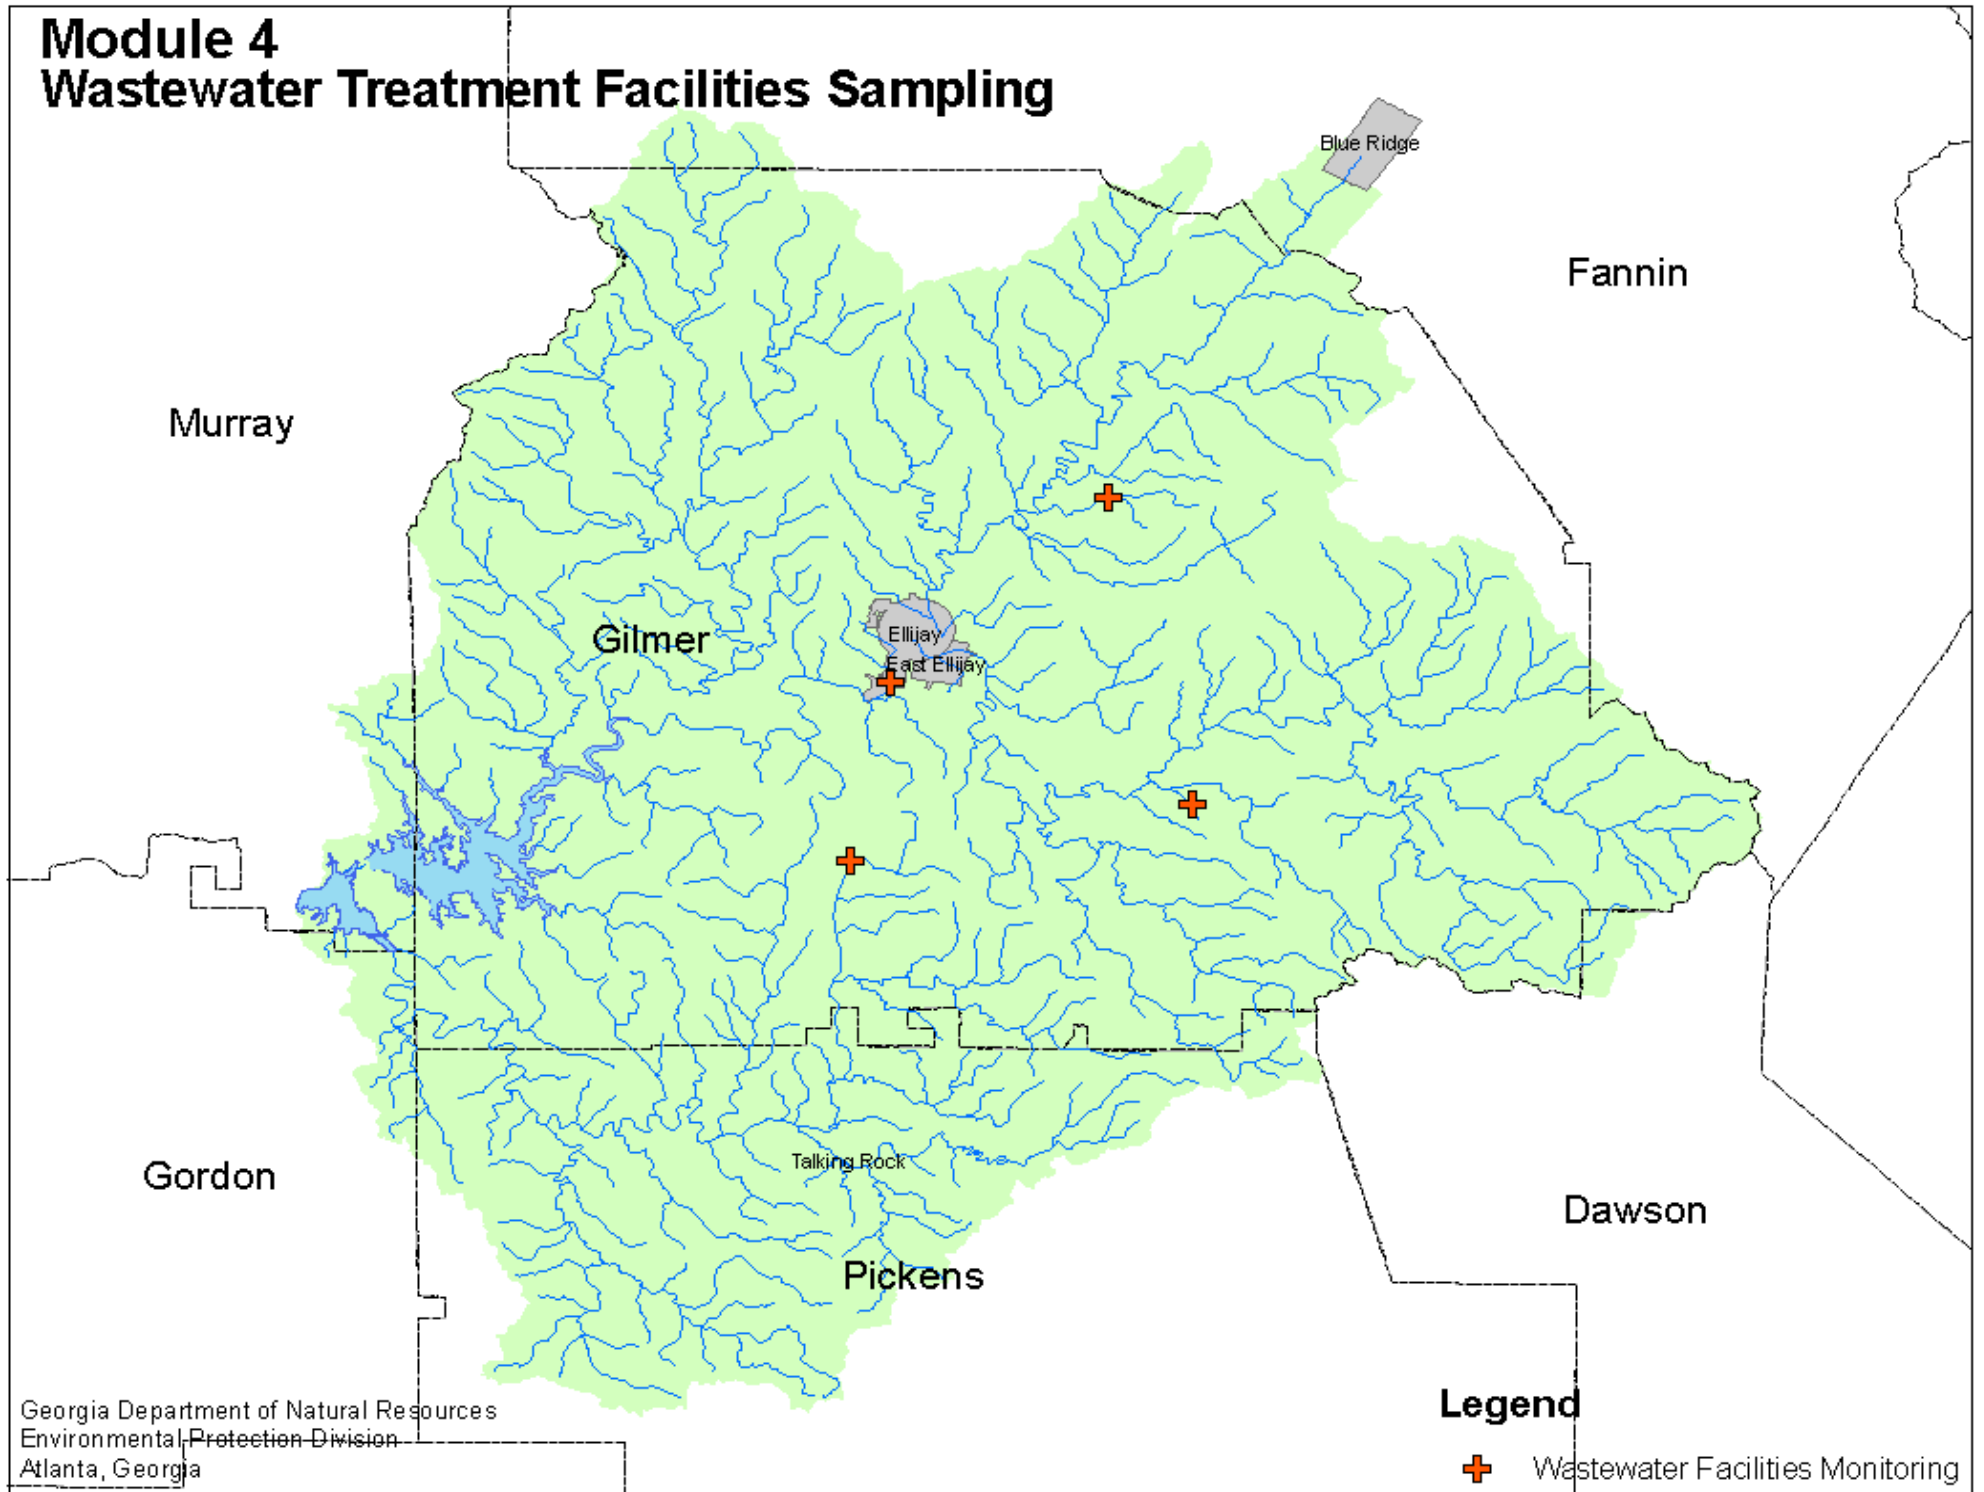 Module 4
Wastewater Treatment Facilities Sampling
Blue Ridge
Fannin
Murray
Gilmer
Ellijay
East Ellijay
Talking Rock
Gordon
Dawson
Pickens
Georgia Department of Natural Resources
Environmental Protection Division
Atlanta, Georgia
Legend
Wastewater Facilities Monitoring